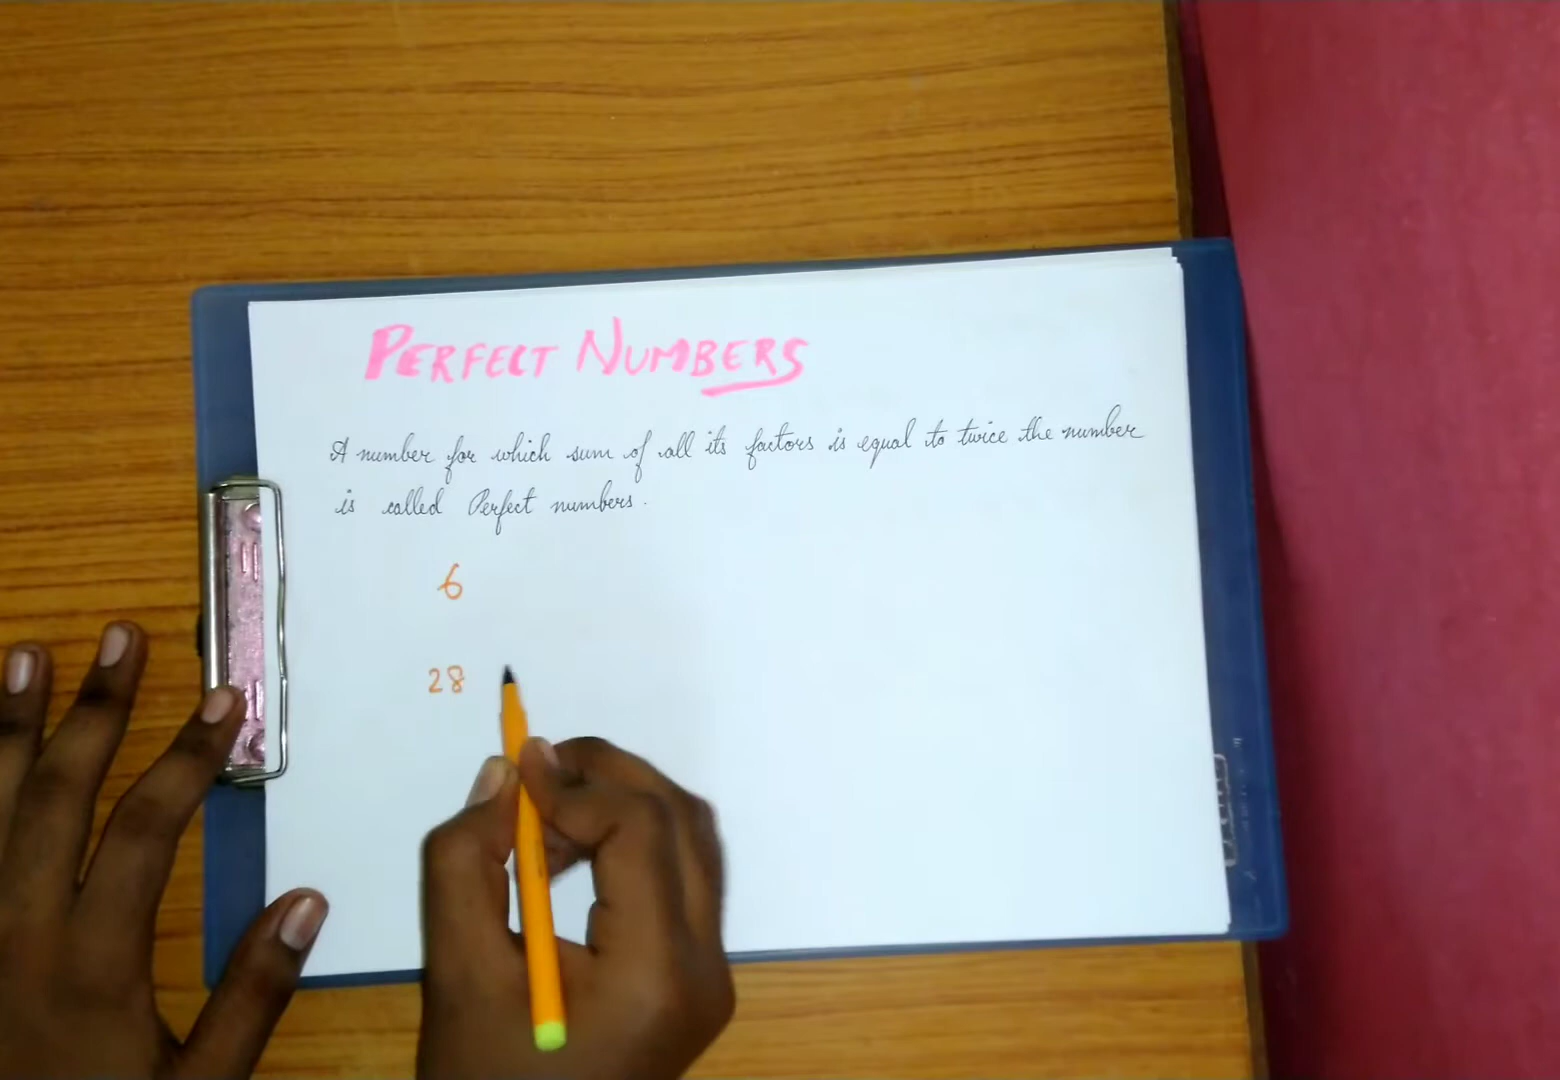 PERFECT NUMBERS
A number for which sum of all its factors is equal to twice the number
is called Perfect numbers.
6
28